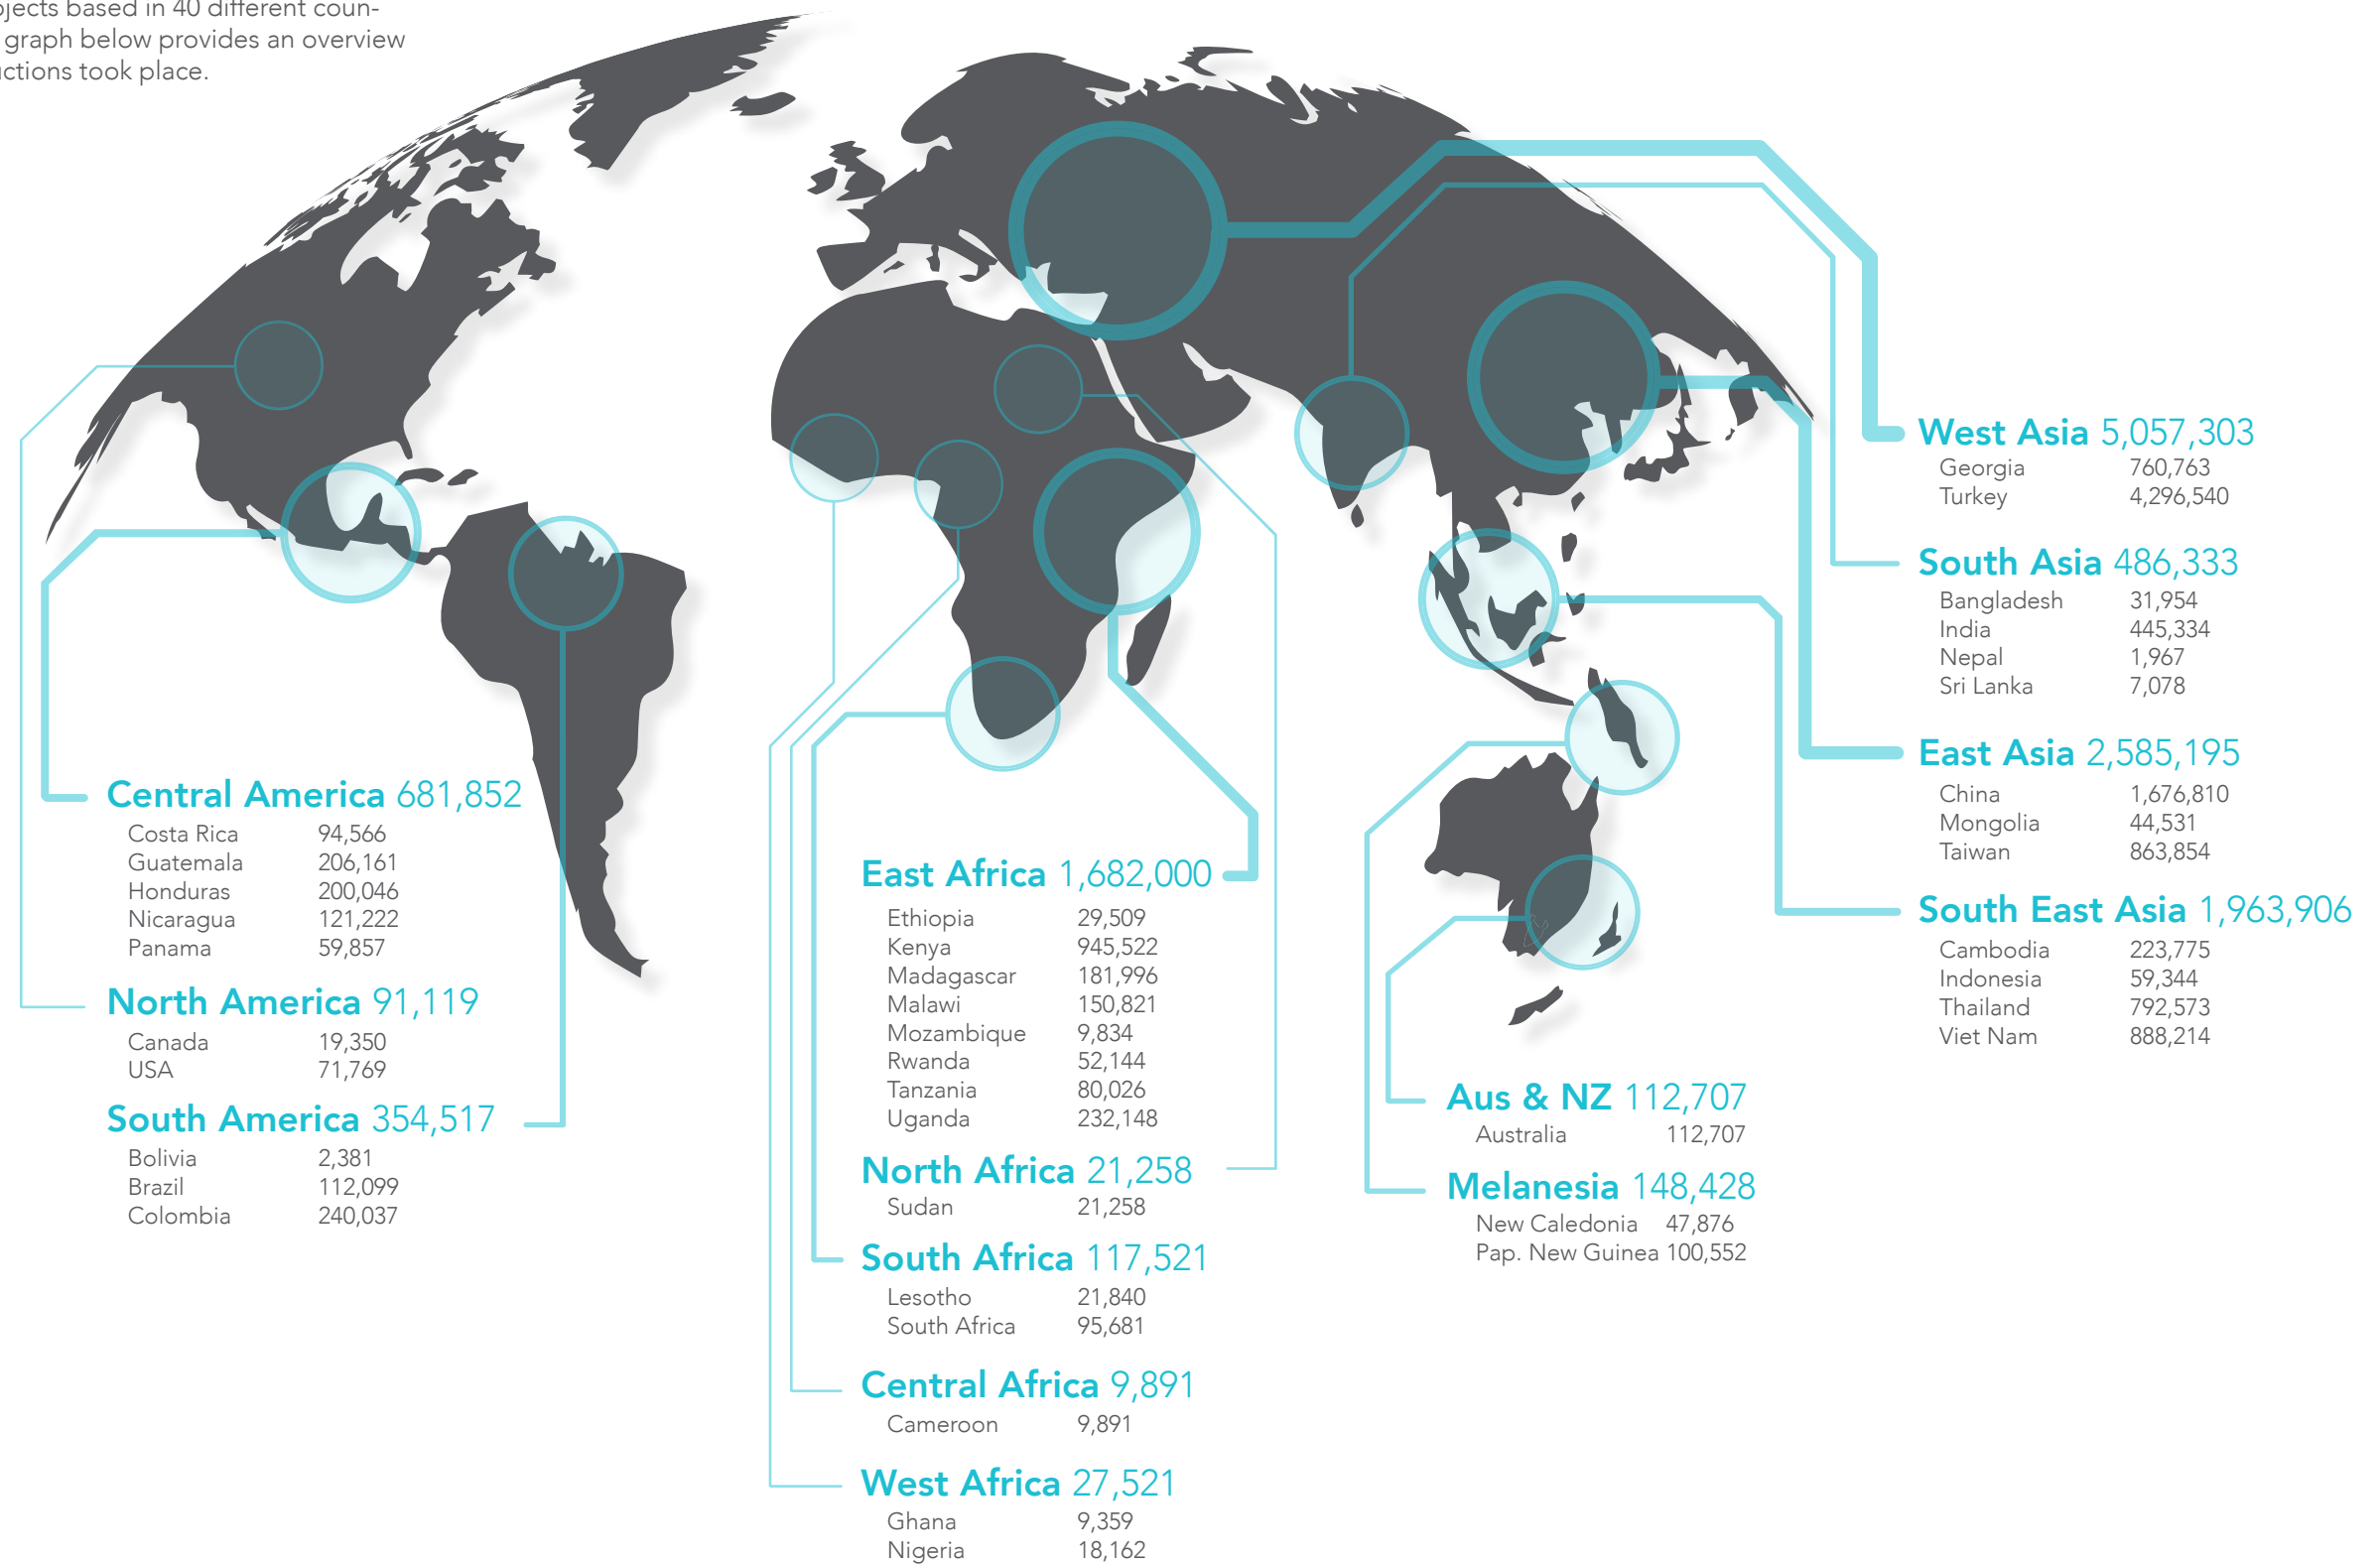 in 40 different coun-
graph below provides an overview
took place.
Central America 681,852
Costa Rica 94,566
Guatemala 206,161
Honduras 200,046
Nicaragua 121,222
Panama 59,857
North America 91,119
Canada 19,350
USA 71,769
South America 354,517
Bolivia 2,381
Brazil 112,099
Colombia 240,037
East Africa 1,682,000
Ethiopia 29,509
Kenya 945,522
Madagascar 181,996
Malawi 150,821
Mozambique 9,834
Rwanda 52,144
Tanzania 80,026
Uganda 232,148
North Africa 21,258
Sudan 21,258
South Africa 117,521
Lesotho 21,840
South Africa 95,681
Central Africa 9,891
Cameroon 9,891
West Africa 27,521
Ghana 9,359
Nigeria 18,162
Aus & NZ 112,707
Australia 112,707
Melanesia 148,428
New Caledonia 47,876
Pap. New Guinea 100,552
West Asia 5,057,303
Georgia 760,763
Turkey 4,296,540
South Asia 486,333
Bangladesh 31,954
India 445,334
Nepal 1,967
Sri Lanka 7,078
East Asia 2,585,195
China 1,676,810
Mongolia 44,531
Taiwan 863,854
South East Asia 1,963,906
Cambodia 223,775
Indonesia 59,344
Thailand 792,573
Viet Nam 888,214